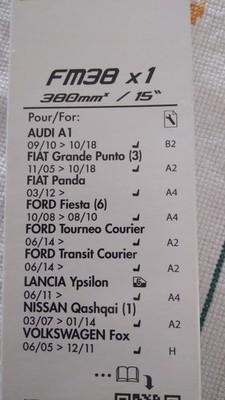 FM38 x1
380mmˣ / 15"
Pour/For:
AUDI A1
09/10 > 10/18 B2
FIAT Grande Punto (3)
11/05 > 10/18 A2
FIAT Panda
03/12 > A4
FORD Fiesta (6)
10/08 > 08/10 A4
FORD Tourneo Courier
06/14 > A2
FORD Transit Courier
06/14 > A2
LANCIA Ypsilon
06/11 > A4
NISSAN Qashqai (1)
03/07 > 01/14 A2
VOLKSWAGEN Fox
06/05 > 12/11 H
...